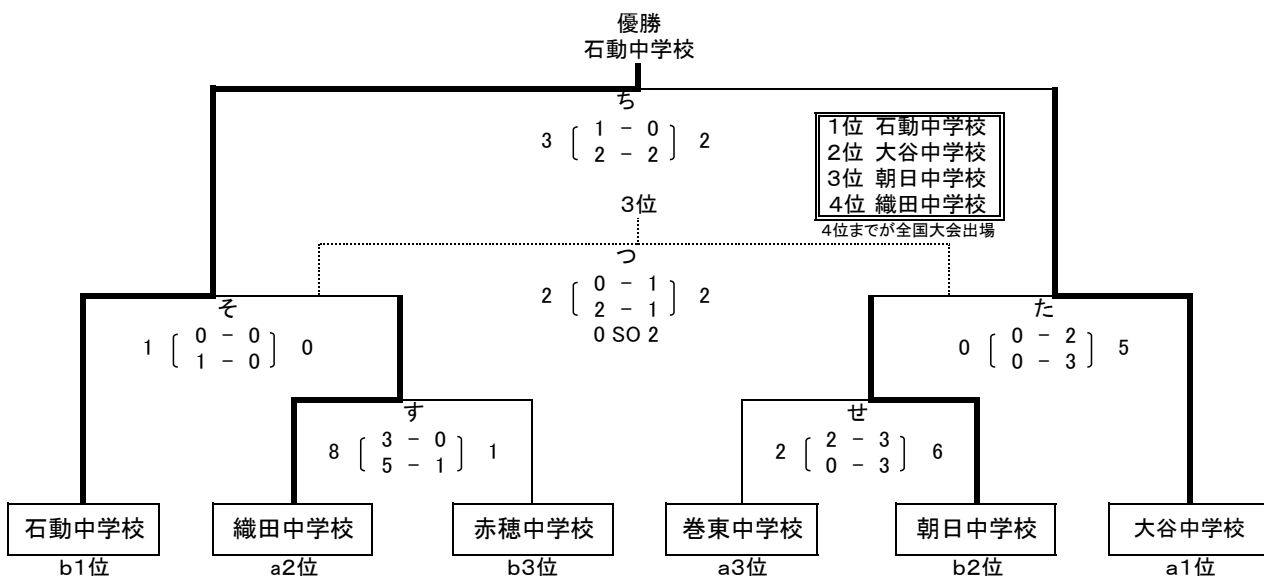 優勝
石動中学校
ち
3 1 - 0 2
2 - 2
1位 石動中学校
2位 大谷中学校
3位 朝日中学校
4位 織田中学校
4位までが全国大会出場
3位
つ
2 0 - 1 2
2 - 1
0 SO 2
そ
1 0 - 0 0
1 - 0
た
0 0 - 2 5
0 - 3
す
8 3 - 0 1
5 - 1
せ
2 2 - 3 6
0 - 3
石動中学校 織田中学校 赤穂中学校 巻東中学校 朝日中学校 大谷中学校
b1位 a2位 b3位 a3位 b2位 a1位